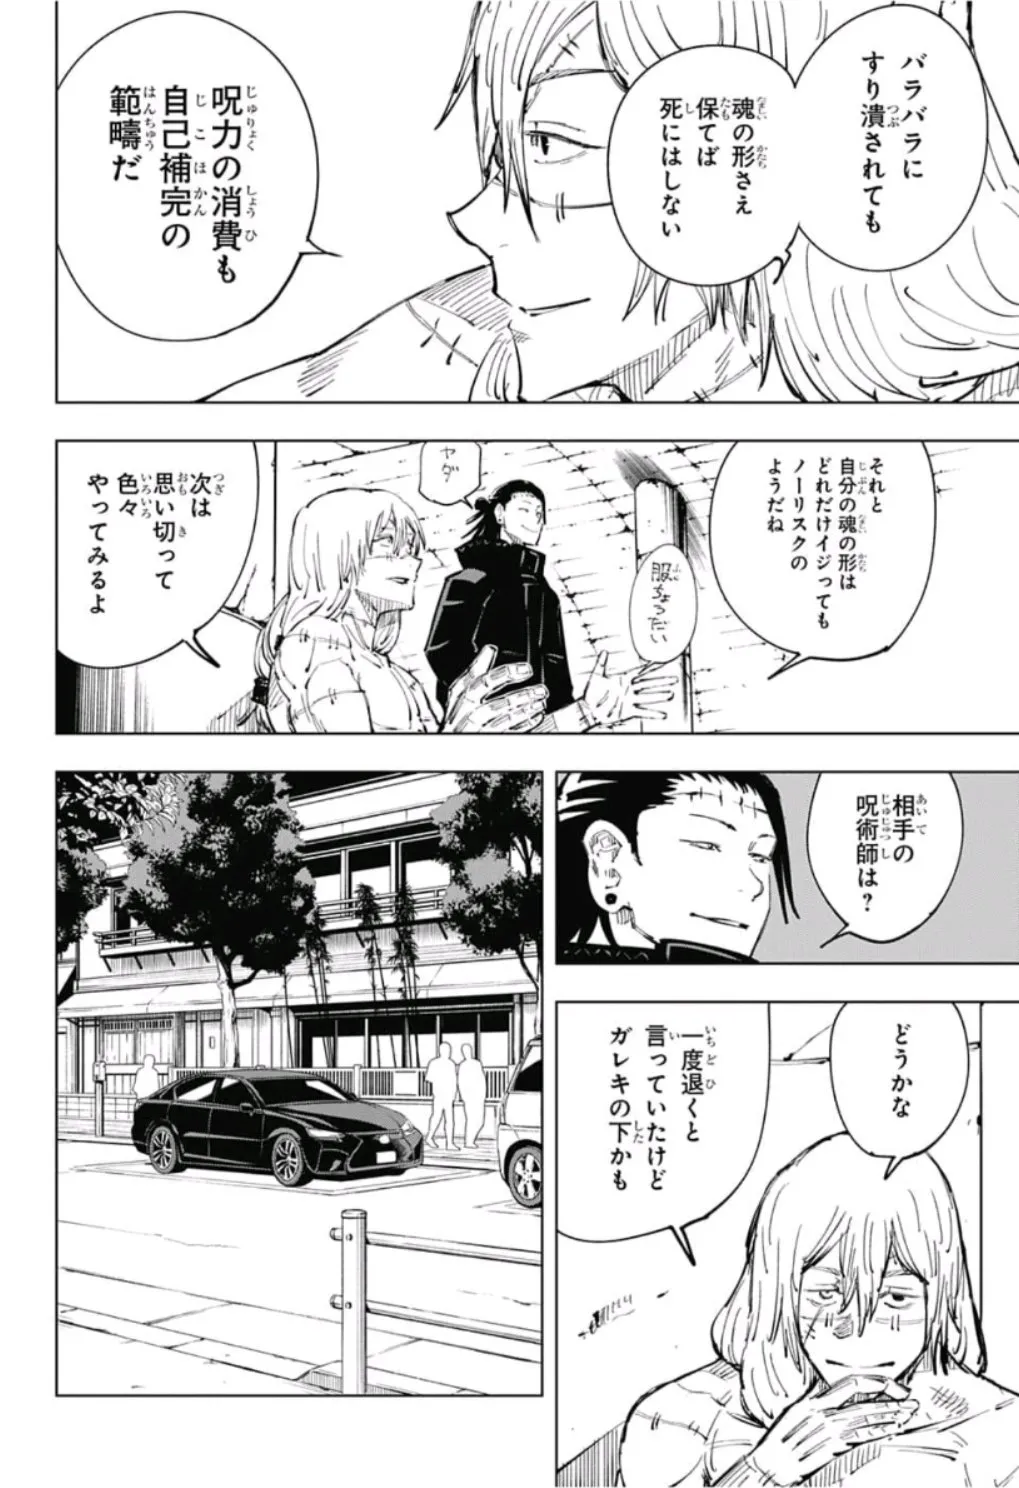 バラバラに
すり潰されても
魂の形さえ
保てば
死にはしない
呪力の消費も
自己補完の
範疇だ
それと
自分の魂の形は
どれだけイジっても
ノーリスクの
ようだね
服ちょうだい
ヤダ
次は
思い切って
色々
やってみるよ
相手の
呪術師は?
どうかな
一度退くと
言っていたけど
ガレキの下かも